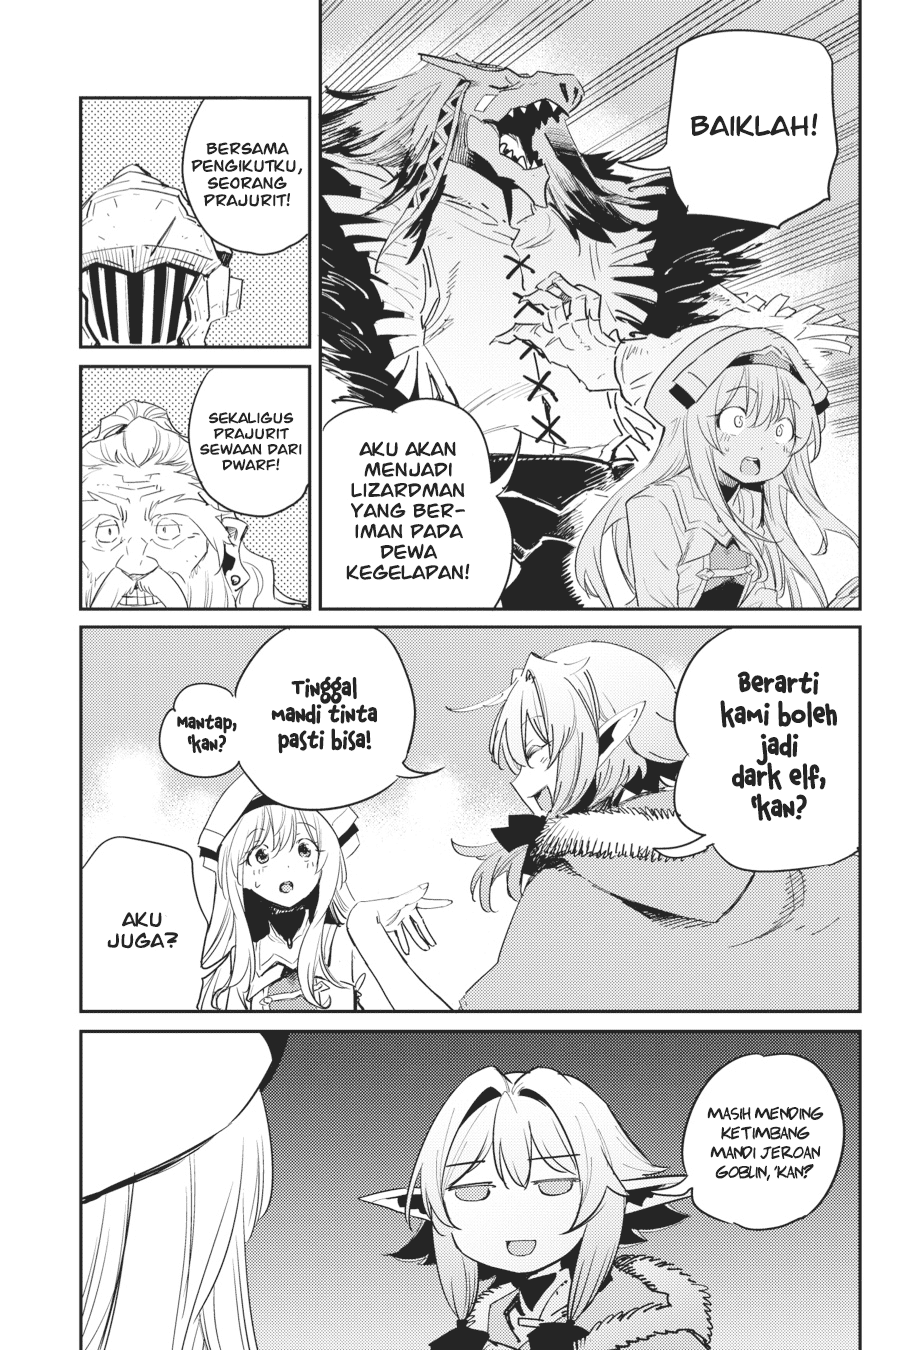 BAIKLAH!
AKU AKAN
MENJADI
LIZARDMAN
YANG BER-
IMAN PADA
DEWA
KEGELAPAN!
BERSAMA
PENGIKUTKU,
SEORANG
PRAJURIT!
SEKALIGUS
PRAJURIT
SEWAAN DARI
DWARF!
Berarti
kami boleh
jadi
dark elf,
'kan?
Tinggal
mandi tinta
pasti bisa!
Mantap,
'kan?
AKU
JUGA?
MASIH MENDING
KETIMBANG
MANDI JEROAN
GOBLIN, 'KAN?